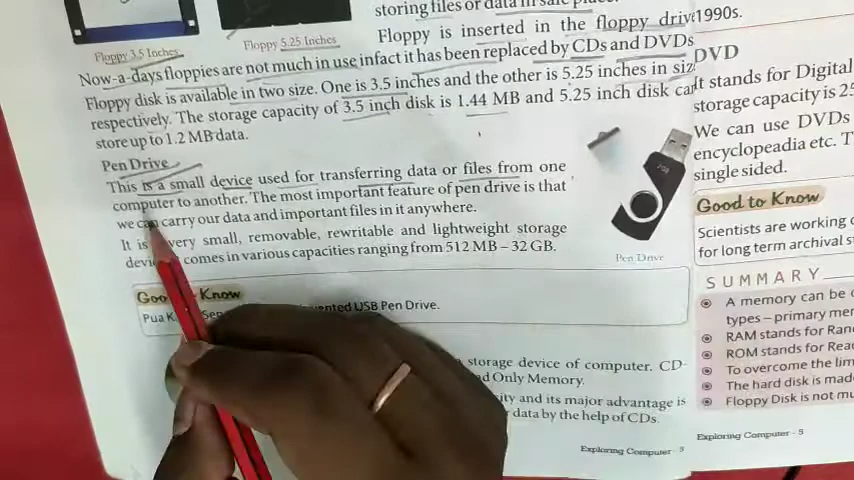 storing files or data in safe place.
Floppy is inserted in the floppy drive
Floppy 3.5 Inches
Floppy 5.25 Inches
Now-a-days floppies are not much in use infact it has been replaced by CDs and DVDs
Floppy disk is available in two size. One is 3.5 inches and the other is 5.25 inches in siz
respectively. The storage capacity of 3.5 inch disk is 1.44 MB and 5.25 inch disk can
store up to 1.2 MB data.
Pen Drive
This is a small device used for transferring data or files from one
computer to another. The most important feature of pen drive is that
we can carry our data and important files in it anywhere.
It is very small, removable, rewritable and lightweight storage
comes in various capacities ranging from 512 MB – 32 GB.
Pen Drive
Know
Pua K. Sen
USB Pen Drive.
storage device of computer. CD-
Only Memory.
and its major advantage is
data by the help of CDs.
Exploring Computer - 5
1990s.
DVD
It stands for Digital
storage capacity is 25
We can use DVDs
encyclopeadia etc. T
single sided.
Good to Know
Scientists are working
for long term archival s
SUMMARY
A memory can be
types – primary mer
RAM stands for Ran
ROM stands for Rea
To overcome the lim
The hard disk is mad
Floppy Disk is not mu
Exploring Computer - 5